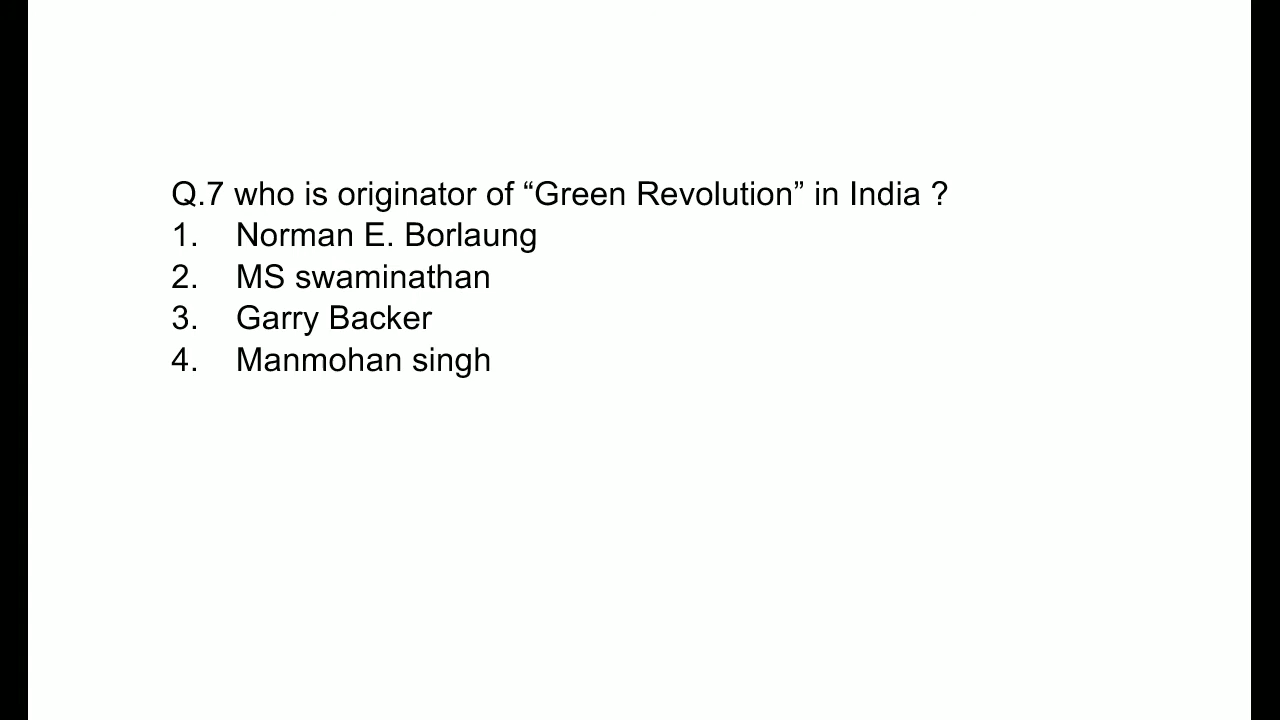 Q.7 who is originator of “Green Revolution” in India ?
1. Norman E. Borlaung
2. MS swaminathan
3. Garry Backer
4. Manmohan singh